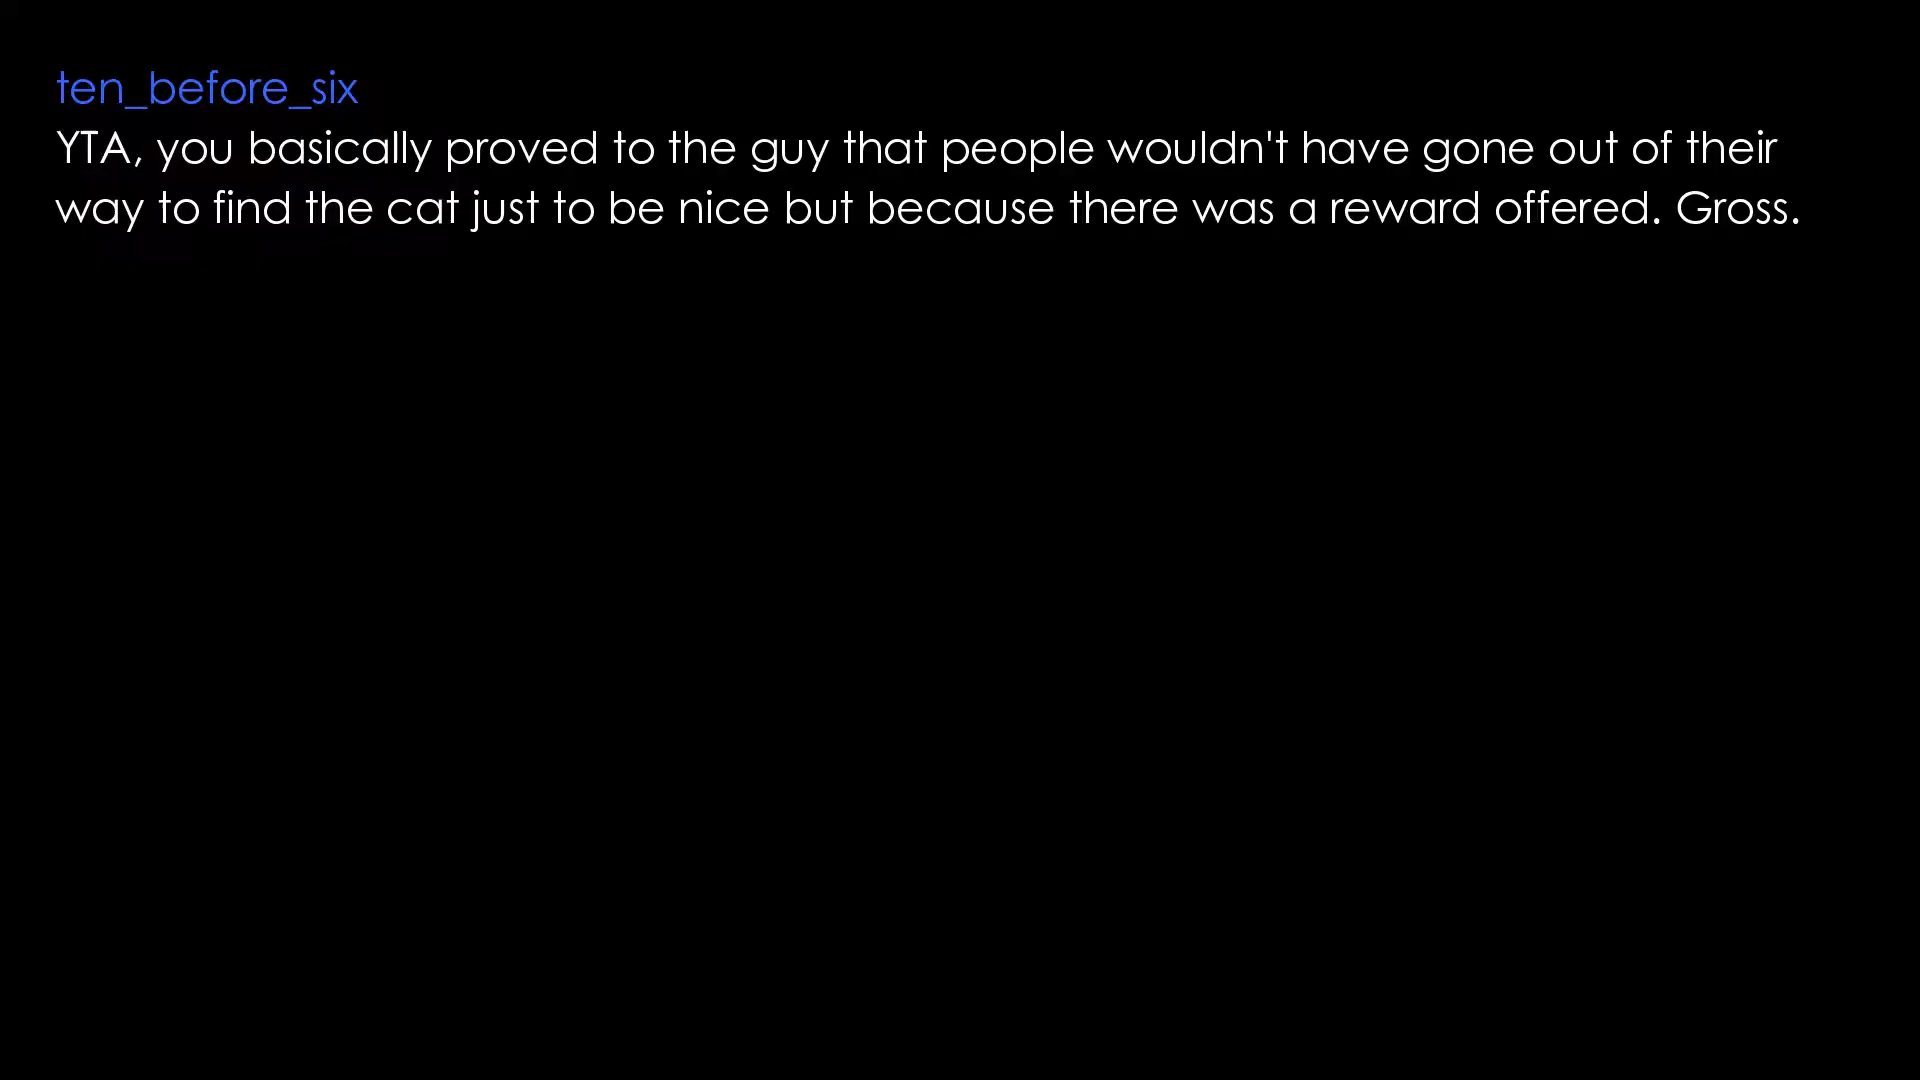 ten_before_six
YTA, you basically proved to the guy that people wouldn't have gone out of their
way to find the cat just to be nice but because there was a reward offered. Gross.